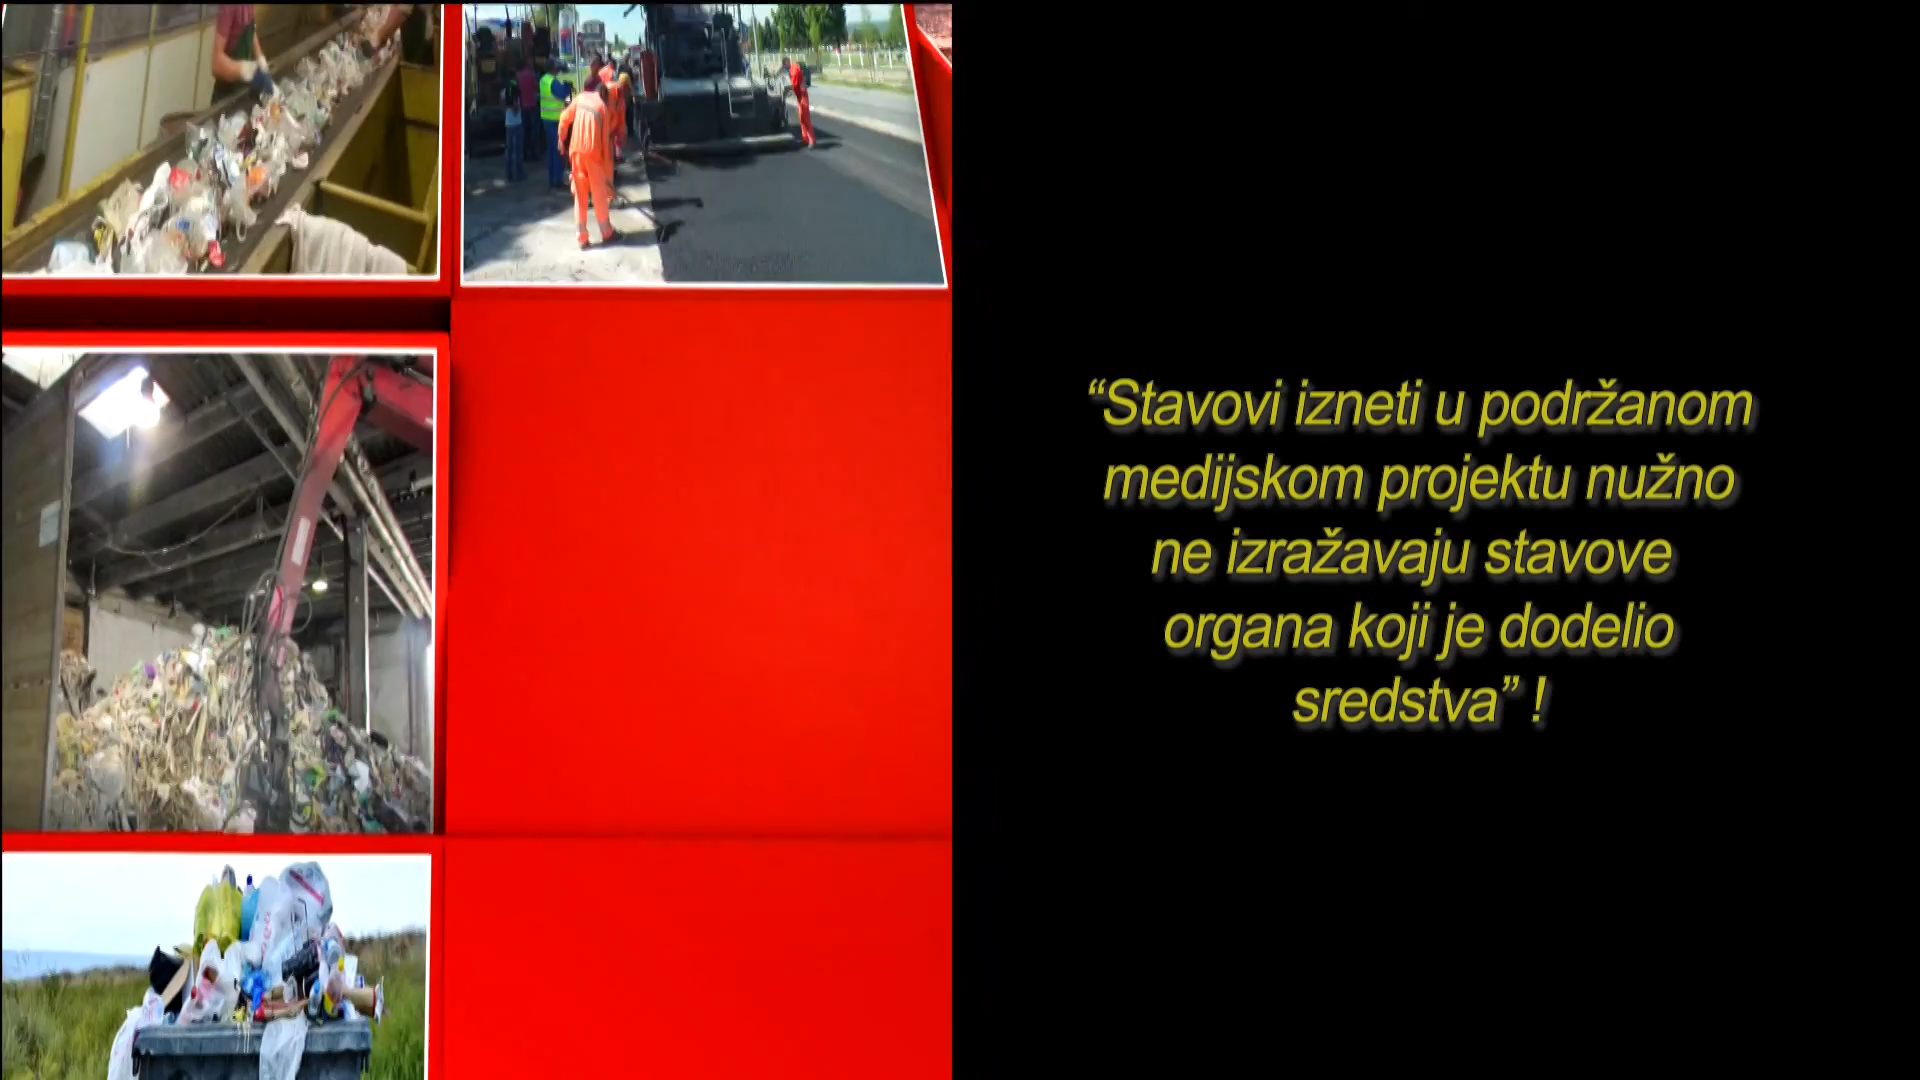 “Stavovi izneti u podržanom
medijskom projektu nužno
ne izražavaju stavove
organa koji je dodelio
sredstva” !